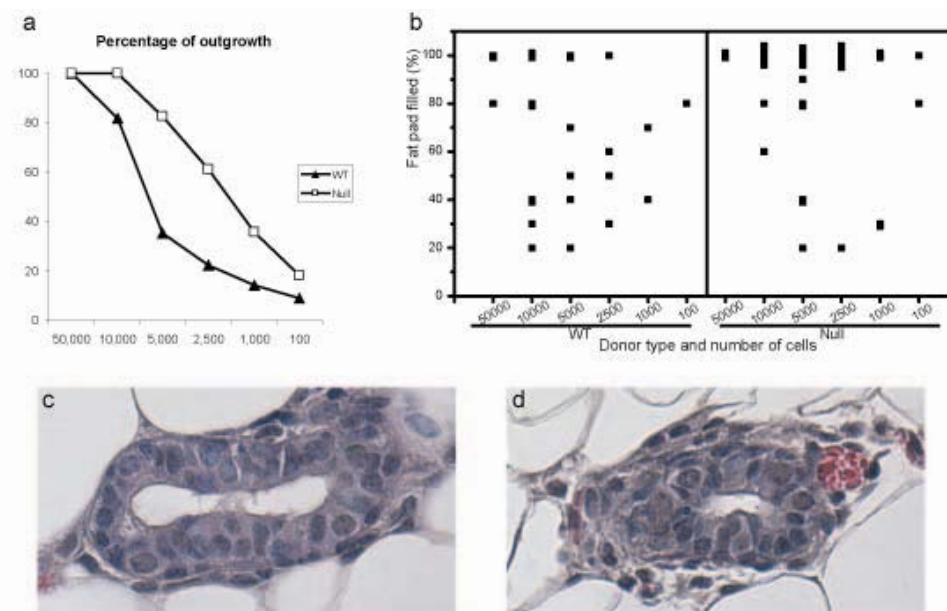 a
Percentage of outgrowth
100
80
60
40
20
0
50,000 10,000 5,000 2,500 1,000 100
WT
Null
b
Fat pad filled (%)
100
80
60
40
20
0
50000 10000 5000 2500 1000 100 50000 10000 5000 2500 1000 100
WT Null
Donor type and number of cells
c
d